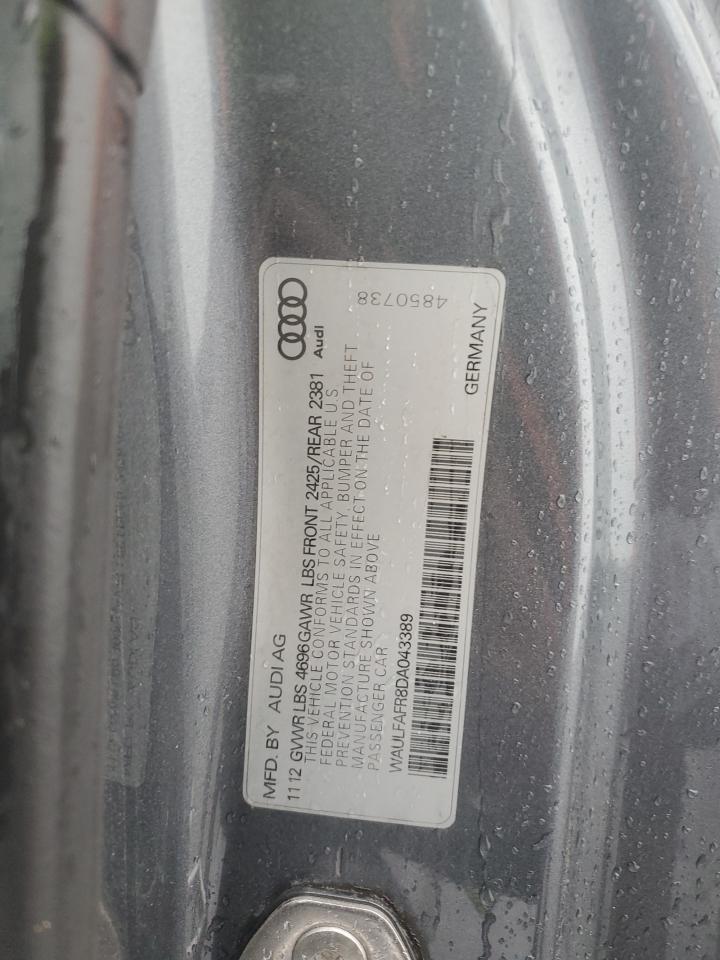 Audi
MFD. BY AUDI AG
11 12 GVWR LBS 4696 GAWR LBS FRONT 2425/REAR 2381
THIS VEHICLE CONFORMS TO ALL APPLICABLE U.S
FEDERAL MOTOR VEHICLE SAFETY, BUMPER AND THEFT
PREVENTION STANDARDS IN EFFECT ON THE DATE OF
MANUFACTURE SHOWN ABOVE
PASSENGER CAR
4850738
WAULFAFR8DA043389
GERMANY